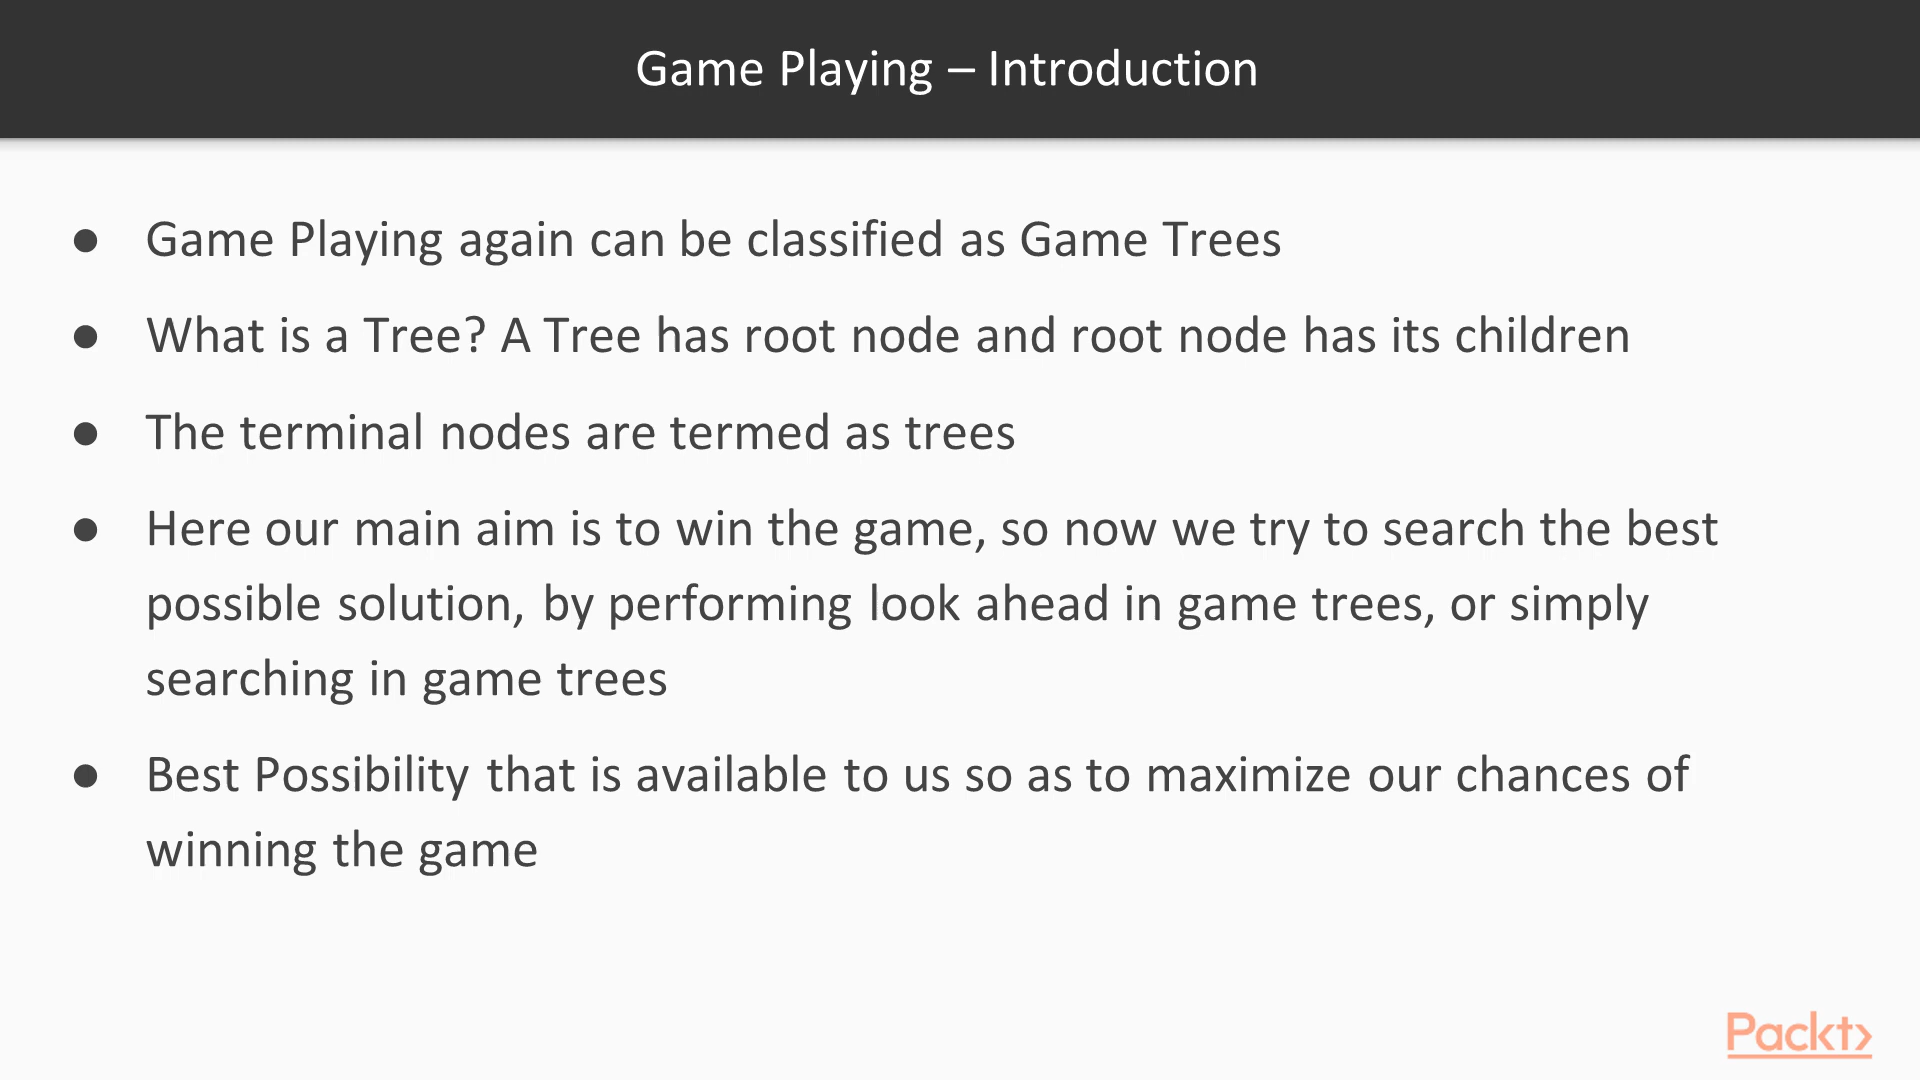 Game Playing – Introduction
● Game Playing again can be classified as Game Trees
● What is a Tree? A Tree has root node and root node has its children
● The terminal nodes are termed as trees
● Here our main aim is to win the game, so now we try to search the best
possible solution, by performing look ahead in game trees, or simply
searching in game trees
● Best Possibility that is available to us so as to maximize our chances of
winning the game
Packt>